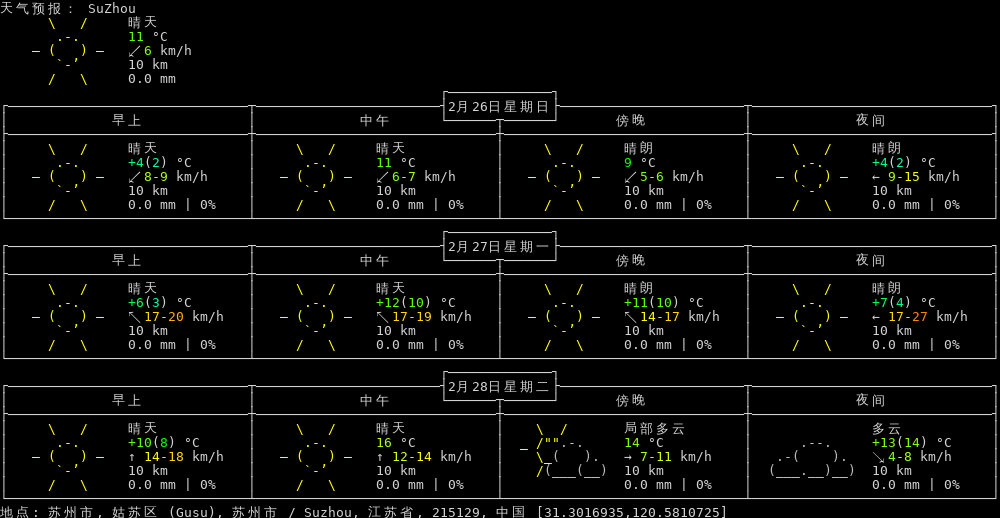 天气预报: SuZhou
晴天
11 °C
↙ 6 km/h
10 km
0.0 mm
2月26日星期日
早上 中午 傍晚 夜间
晴天 晴天 晴朗 晴朗
+4(2) °C 11 °C 9 °C +4(2) °C
↙ 8-9 km/h ↙ 6-7 km/h ↙ 5-6 km/h ← 9-15 km/h
10 km 10 km 10 km 10 km
0.0 mm | 0% 0.0 mm | 0% 0.0 mm | 0% 0.0 mm | 0%
2月27日星期一
早上 中午 傍晚 夜间
晴天 晴天 晴朗 晴朗
+6(3) °C +12(10) °C +11(10) °C +7(4) °C
↖ 17-20 km/h ↖ 17-19 km/h ↖ 14-17 km/h ← 17-27 km/h
10 km 10 km 10 km 10 km
0.0 mm | 0% 0.0 mm | 0% 0.0 mm | 0% 0.0 mm | 0%
2月28日星期二
早上 中午 傍晚 夜间
晴天 晴天 局部多云 多云
+10(8) °C 16 °C 14 °C +13(14) °C
↑ 14-18 km/h ↑ 12-14 km/h → 7-11 km/h ↘ 4-8 km/h
10 km 10 km 10 km 10 km
0.0 mm | 0% 0.0 mm | 0% 0.0 mm | 0% 0.0 mm | 0%
地点: 苏州市, 姑苏区 (Gusu), 苏州市 / Suzhou, 江苏省, 215129, 中国 [31.3016935,120.5810725]